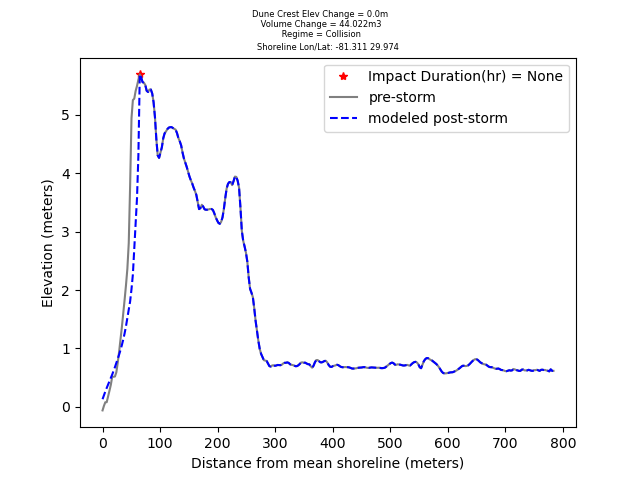 Dune Crest Elev Change = 0.0m
Volume Change = 44.022m3
Regime = Collision
Shoreline Lon/Lat: -81.311 29.974
Impact Duration(hr) = None
pre-storm
modeled post-storm
Elevation (meters)
5
4
3
2
1
0
0 100 200 300 400 500 600 700 800
Distance from mean shoreline (meters)